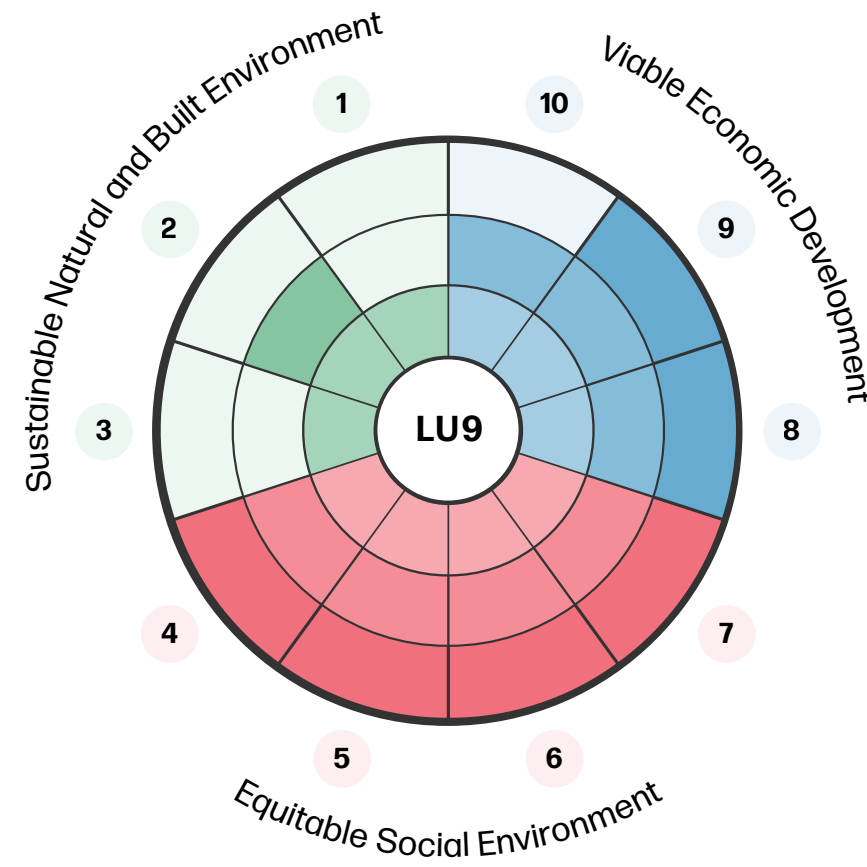 Sustainable Natural and Built Environment
Viable Economic Development
1
10
2
9
3
LU9
8
4
7
5
6
Equitable Social Environment